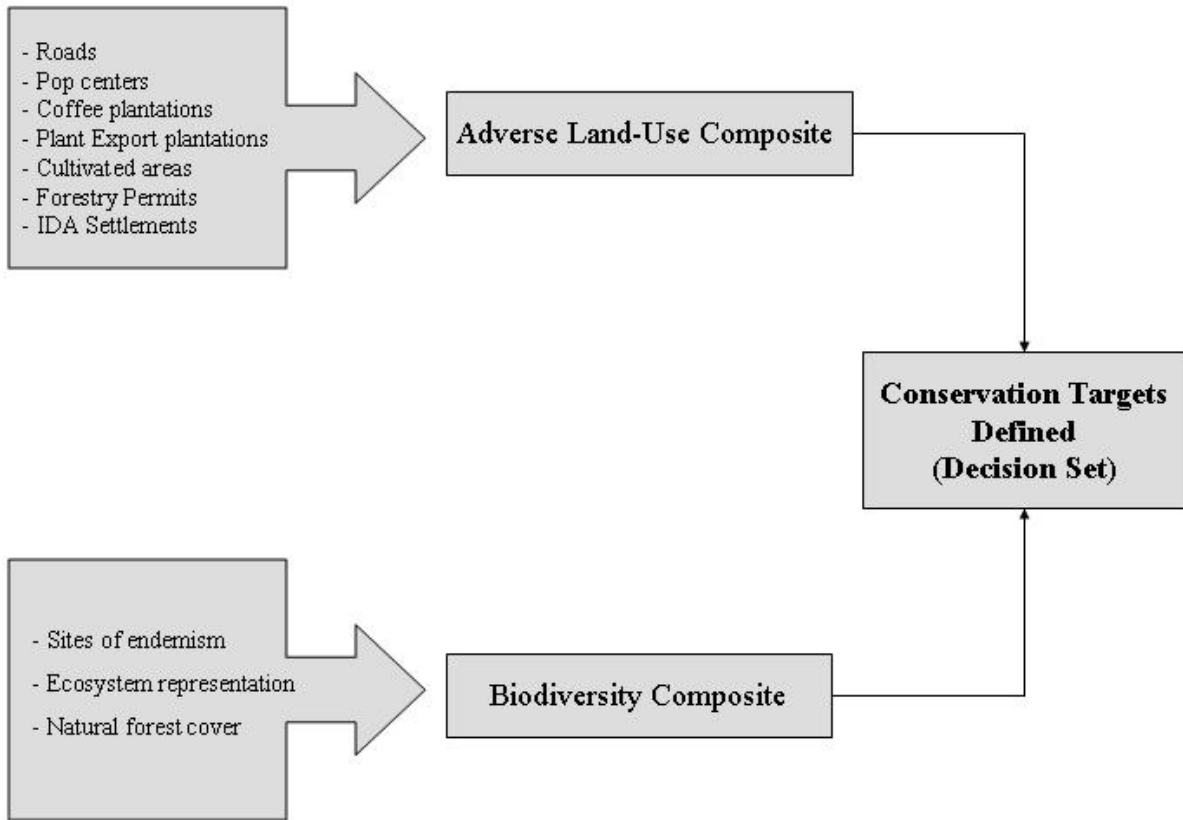 - Roads
- Pop centers
- Coffee plantations
- Plant Export plantations
- Cultivated areas
- Forestry Permits
- IDA Settlements
Adverse Land-Use Composite
Conservation Targets
Defined
(Decision Set)
- Sites of endemism
- Ecosystem representation
- Natural forest cover
Biodiversity Composite